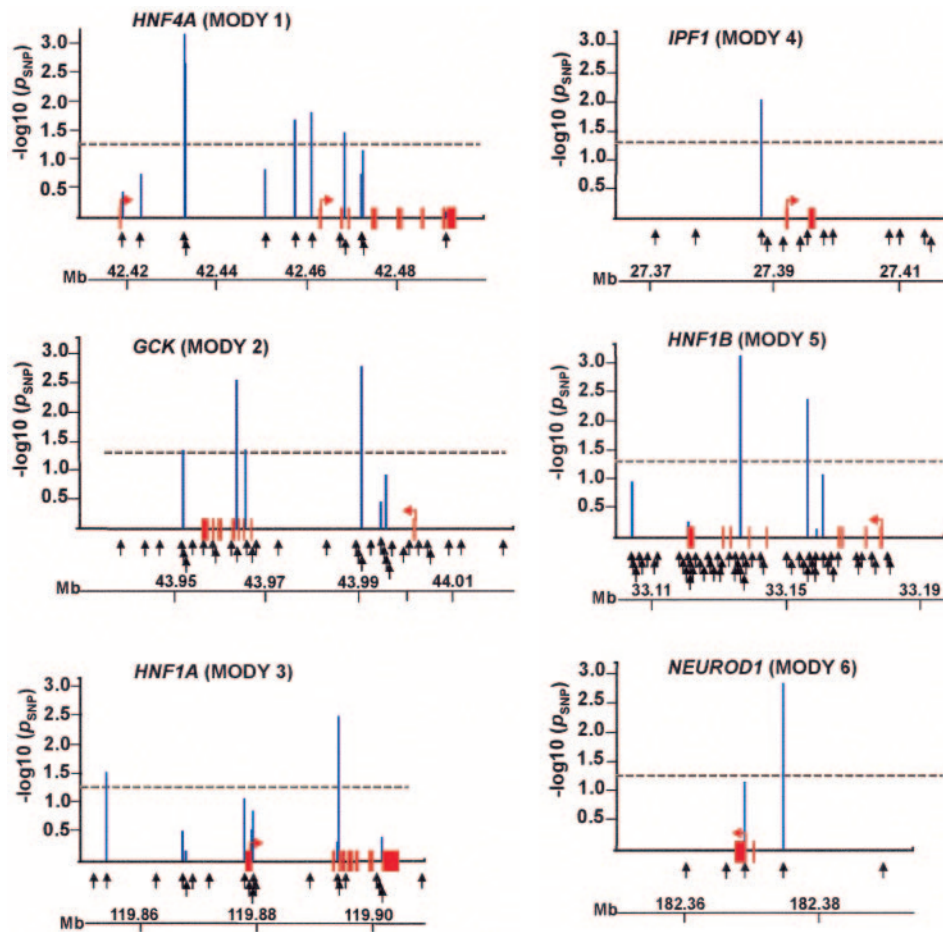 HNF4A (MODY 1)
-log10 (pSNP)
3.0
2.5
2.0
1.5
1.0
0.5
Mb
42.42 42.44 42.46 42.48
IPF1 (MODY 4)
-log10 (pSNP)
3.0
2.5
2.0
1.5
1.0
0.5
Mb
27.37 27.39 27.41
GCK (MODY 2)
-log10 (pSNP)
3.0
2.5
2.0
1.5
1.0
0.5
Mb
43.95 43.97 43.99 44.01
HNF1B (MODY 5)
-log10 (pSNP)
3.0
2.5
2.0
1.5
1.0
0.5
Mb
33.11 33.15 33.19
HNF1A (MODY 3)
-log10 (pSNP)
3.0
2.5
2.0
1.5
1.0
0.5
Mb
119.86 119.88 119.90
NEUROD1 (MODY 6)
-log10 (pSNP)
3.0
2.5
2.0
1.5
1.0
0.5
Mb
182.36 182.38